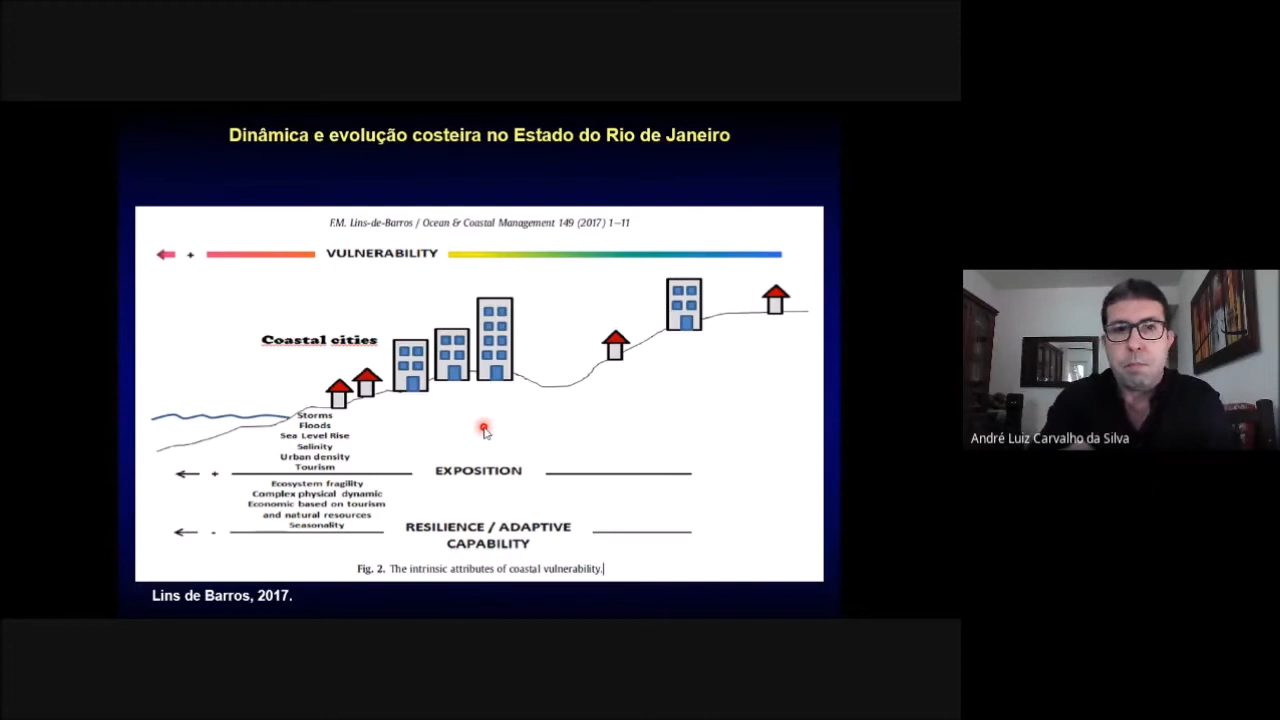 Dinâmica e evolução costeira no Estado do Rio de Janeiro
F.M. Lins-de-Barros / Ocean & Coastal Management 149 (2017) 1–11
+ VULNERABILITY
Coastal cities
Storms
Floods
Sea Level Rise
Salinity
Urban density
Tourism
+ EXPOSITION
Ecosystem fragility
Complex physical dynamic
Economic based on tourism
and natural resources
Seasonality
- RESILIENCE / ADAPTIVE
CAPABILITY
Fig. 2. The intrinsic attributes of coastal vulnerability.
Lins de Barros, 2017.
André Luiz Carvalho da Silva